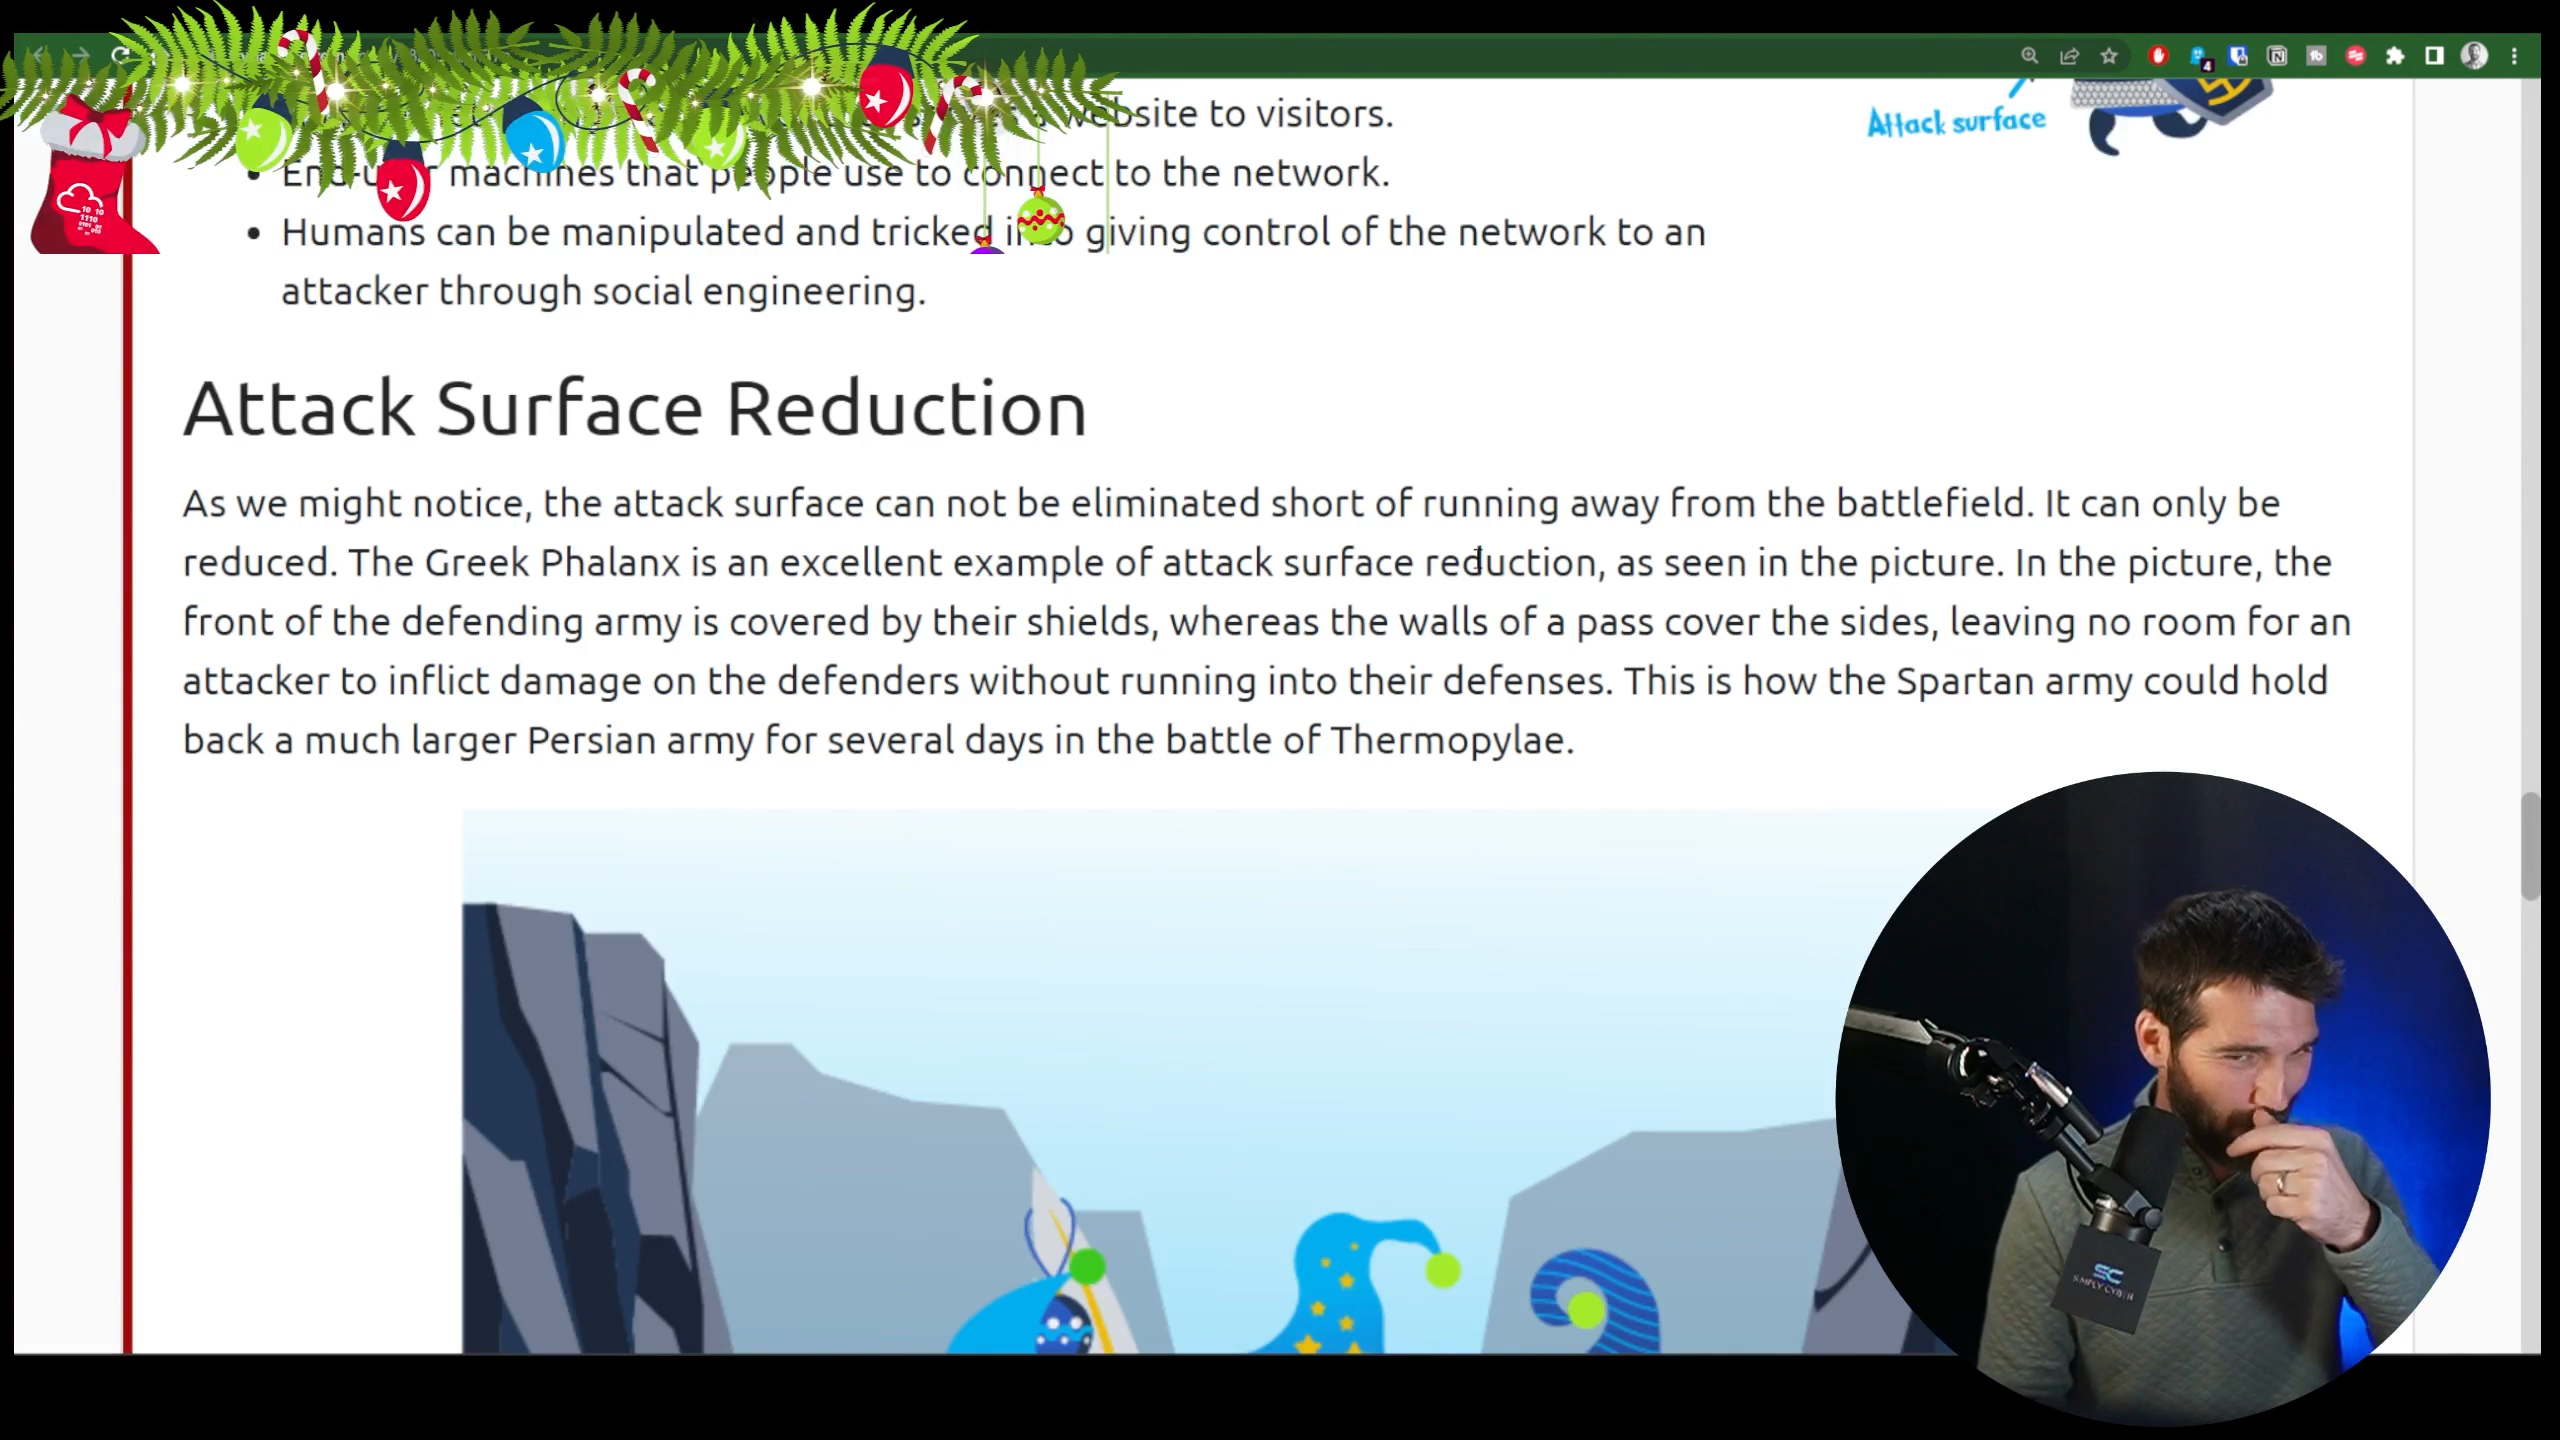 Attack surface
website to visitors.
machines that people use to connect to the network.
Humans can be manipulated and tricked into giving control of the network to an
attacker through social engineering.
Attack Surface Reduction
As we might notice, the attack surface can not be eliminated short of running away from the battlefield. It can only be
reduced. The Greek Phalanx is an excellent example of attack surface reduction, as seen in the picture. In the picture, the
front of the defending army is covered by their shields, whereas the walls of a pass cover the sides, leaving no room for an
attacker to inflict damage on the defenders without running into their defenses. This is how the Spartan army could hold
back a much larger Persian army for several days in the battle of Thermopylae.
SC
SIMPLY CYBER